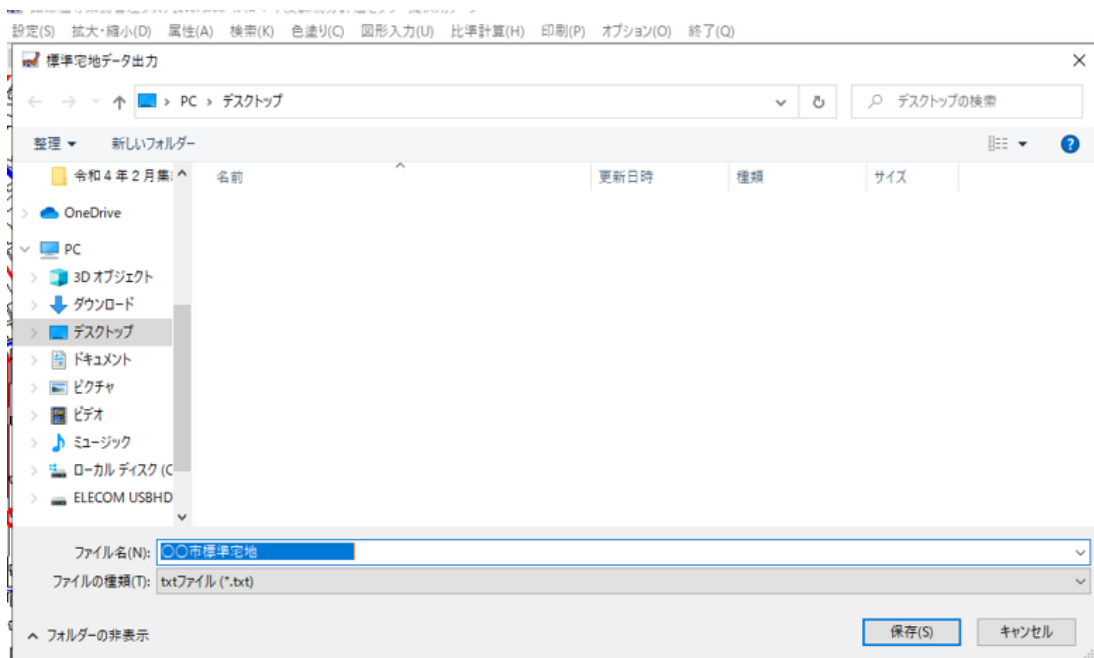 設定(S) 拡大・縮小(D) 属性(A) 検索(K) 色塗り(C) 図形入力(U) 比準計算(H) 印刷(P) オプション(O) 終了(Q)
標準宅地データ出力
PC › デスクトップ
デスクトップの検索
整理 新しいフォルダー
令和4年2月集
名前 更新日時 種類 サイズ
OneDrive
PC
3D オブジェクト
ダウンロード
デスクトップ
ドキュメント
ピクチャ
ビデオ
ミュージック
ローカル ディスク (C
ELECOM USBHD
ファイル名(N): 〇〇市標準宅地
ファイルの種類(T): txtファイル (*.txt)
フォルダーの非表示
保存(S) キャンセル